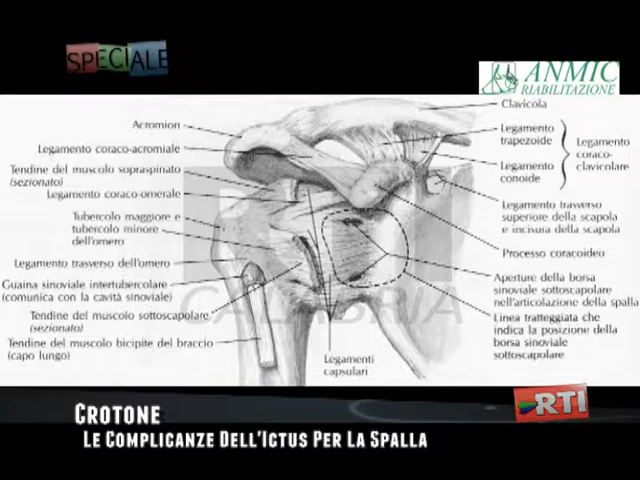 SPECIALE
ANMIC
RIABILITAZIONE
Acromion
Legamento coraco-acromiale
Tendine del muscolo sopraspinato
(sezionato)
Legamento coraco-omerale
Tubercolo maggiore e
tubercolo minore
dell'omero
Legamento trasverso dell'omero
Guaina sinoviale intertubercolare
(comunica con la cavità sinoviale)
Tendine del muscolo sottoscapolare
(sezionato)
Tendine del muscolo bicipite del braccio
(capo lungo)
Clavicola
Legamento
trapezoide
Legamento
conoide
Legamento
coraco-
clavicolare
Legamento trasverso
superiore della scapola
e incisura della scapola
Processo coracoideo
Aperture della borsa
sinoviale sottoscapolare
nell'articolazione della spalla
Linea tratteggiata che
indica la posizione della
borsa sinoviale
sottoscapolare
Legamenti
capsulari
CALABRIA
RTI
CROTONE
LE COMPLICANZE DELL'ICTUS PER LA SPALLA